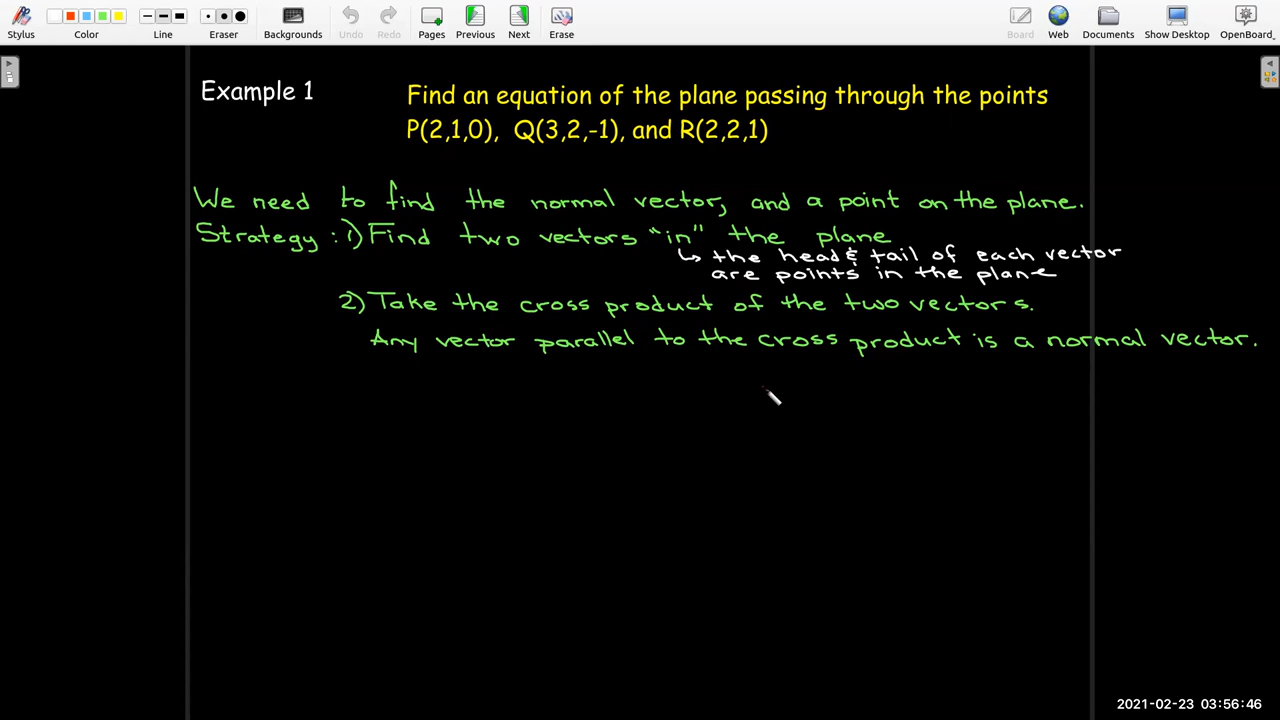 Stylus
Color
Line
Eraser
Backgrounds
Undo
Redo
Pages
Previous
Next
Erase
Board
Web
Documents
Show Desktop
OpenBoard
Example 1
Find an equation of the plane passing through the points
P(2,1,0), Q(3,2,-1), and R(2,2,1)
We need to find the normal vector, and a point on the plane.
Strategy : 1) Find two vectors "in" the plane
↳ the head & tail of each vector
are points in the plane
2) Take the cross product of the two vectors.
Any vector parallel to the cross product is a normal vector.
2021-02-23 03:56:46